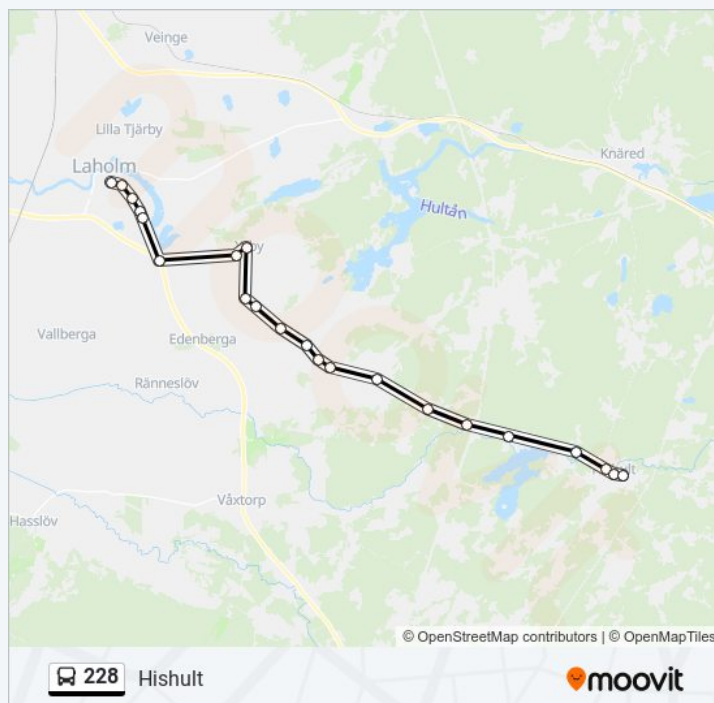 Veinge
Lilla Tjärby
Laholm
Knäred
Hultån
Vallberga
Edenberga
Ränneslöv
Våxtorp
Hasslöv
© OpenStreetMap contributors | © OpenMapTiles
228 Hishult
moovit